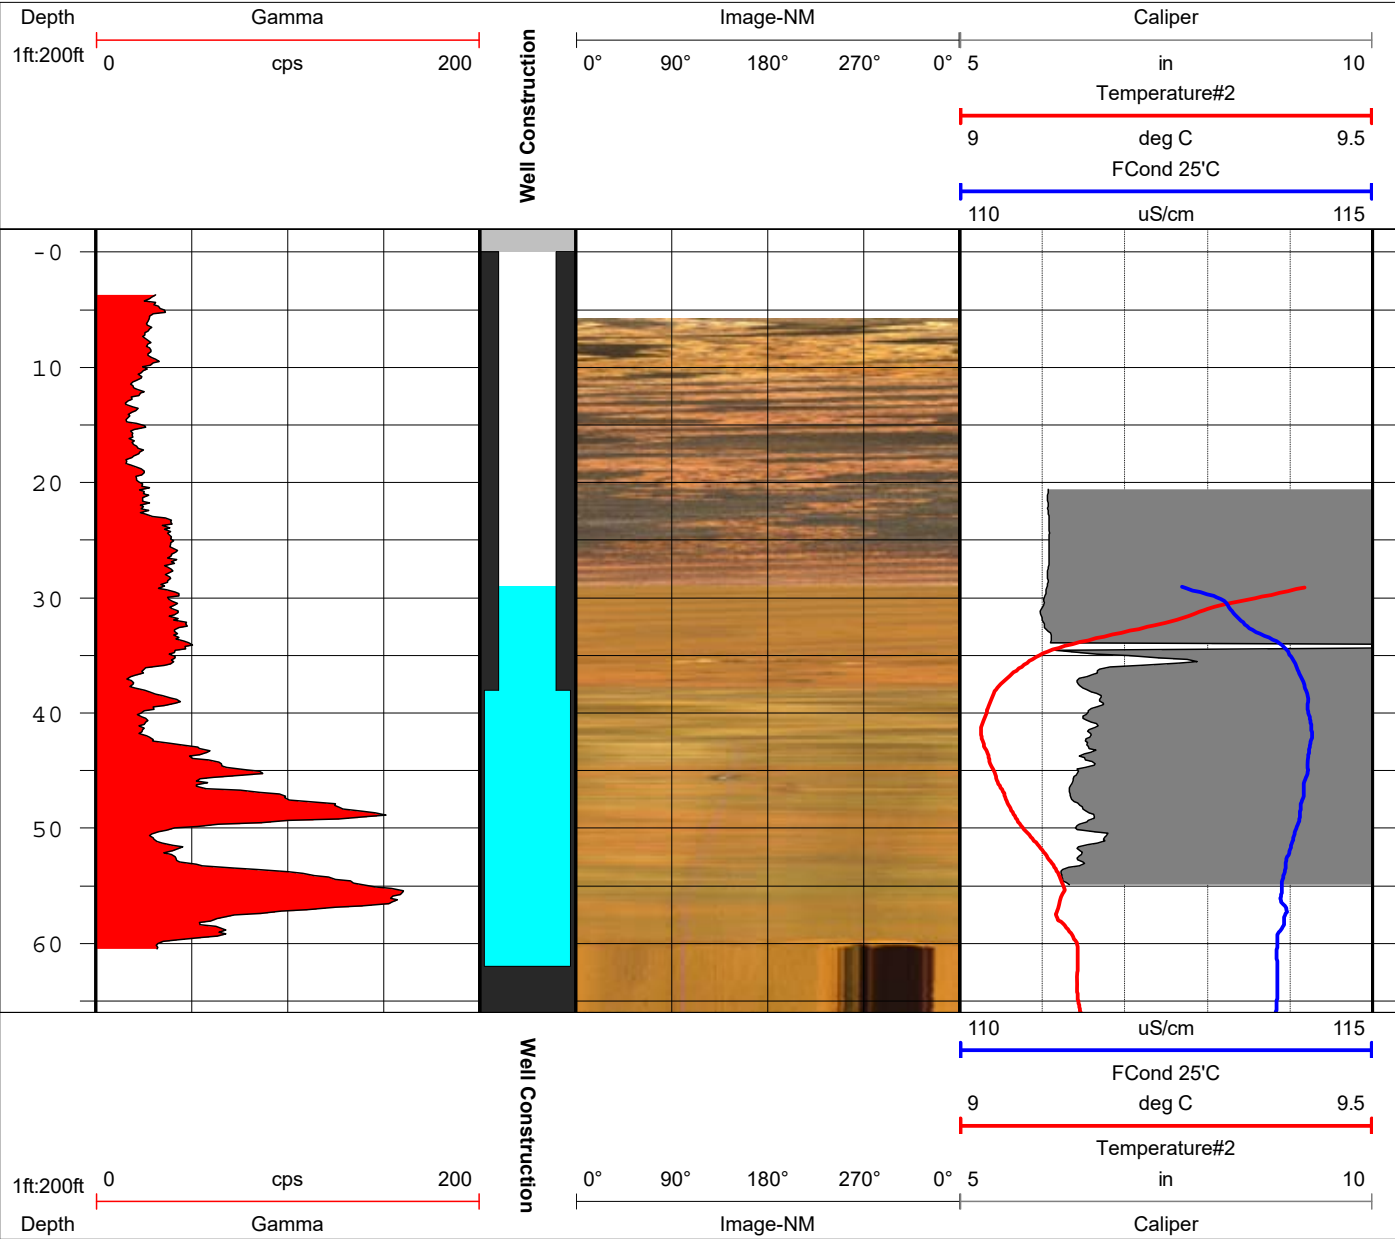 Depth Gamma Image-NM Caliper
1ft:200ft 0 cps 200 Well Construction 0° 90° 180° 270° 0° 5 in 10
Temperature#2
9 deg C 9.5
FCond 25'C
110 uS/cm 115
-0
10
20
30
40
50
60
110 uS/cm 115
FCond 25'C
9 deg C 9.5
Temperature#2
1ft:200ft 0 cps 200 Well Construction 0° 90° 180° 270° 0° 5 in 10
Depth Gamma Image-NM Caliper